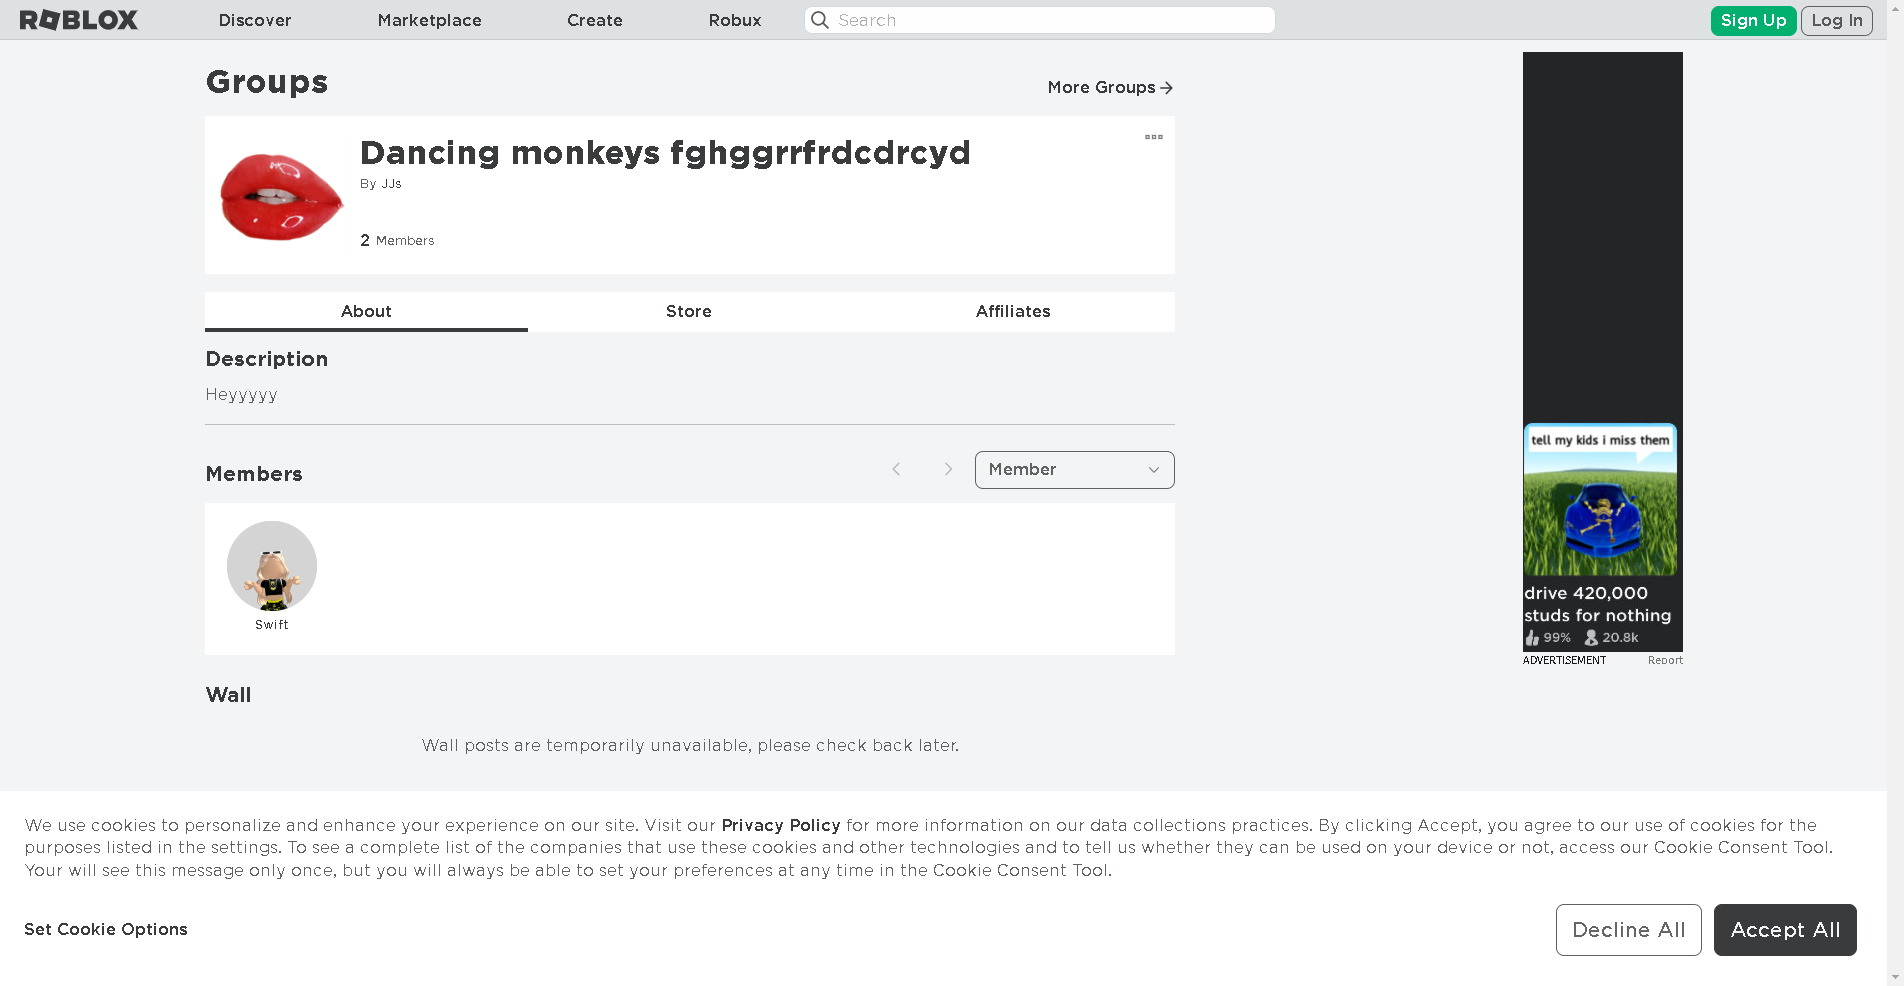 ROBLOX
Discover
Marketplace
Create
Robux
Search
Sign Up
Log In
Groups
More Groups
Dancing monkeys fghggrrfrdcdrcyd
By JJs
2 Members
About
Store
Affiliates
Description
Heyyyyy
Members
Member
Swift
tell my kids i miss them
drive 420,000
studs for nothing
99% 20.8k
ADVERTISEMENT
Report
Wall
Wall posts are temporarily unavailable, please check back later.
We use cookies to personalize and enhance your experience on our site. Visit our Privacy Policy for more information on our data collections practices. By clicking Accept, you agree to our use of cookies for the
purposes listed in the settings. To see a complete list of the companies that use these cookies and other technologies and to tell us whether they can be used on your device or not, access our Cookie Consent Tool.
Your will see this message only once, but you will always be able to set your preferences at any time in the Cookie Consent Tool.
Set Cookie Options
Decline All
Accept All